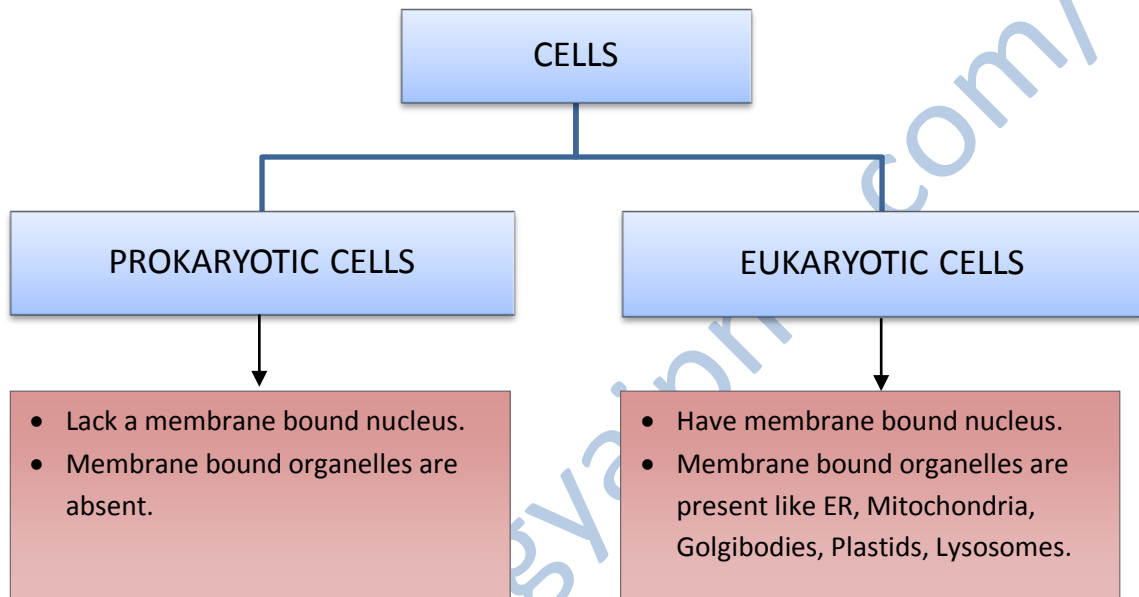 CELLS
PROKARYOTIC CELLS
EUKARYOTIC CELLS
• Lack a membrane bound nucleus.
• Membrane bound organelles are
absent.
• Have membrane bound nucleus.
• Membrane bound organelles are
present like ER, Mitochondria,
Golgibodies, Plastids, Lysosomes.